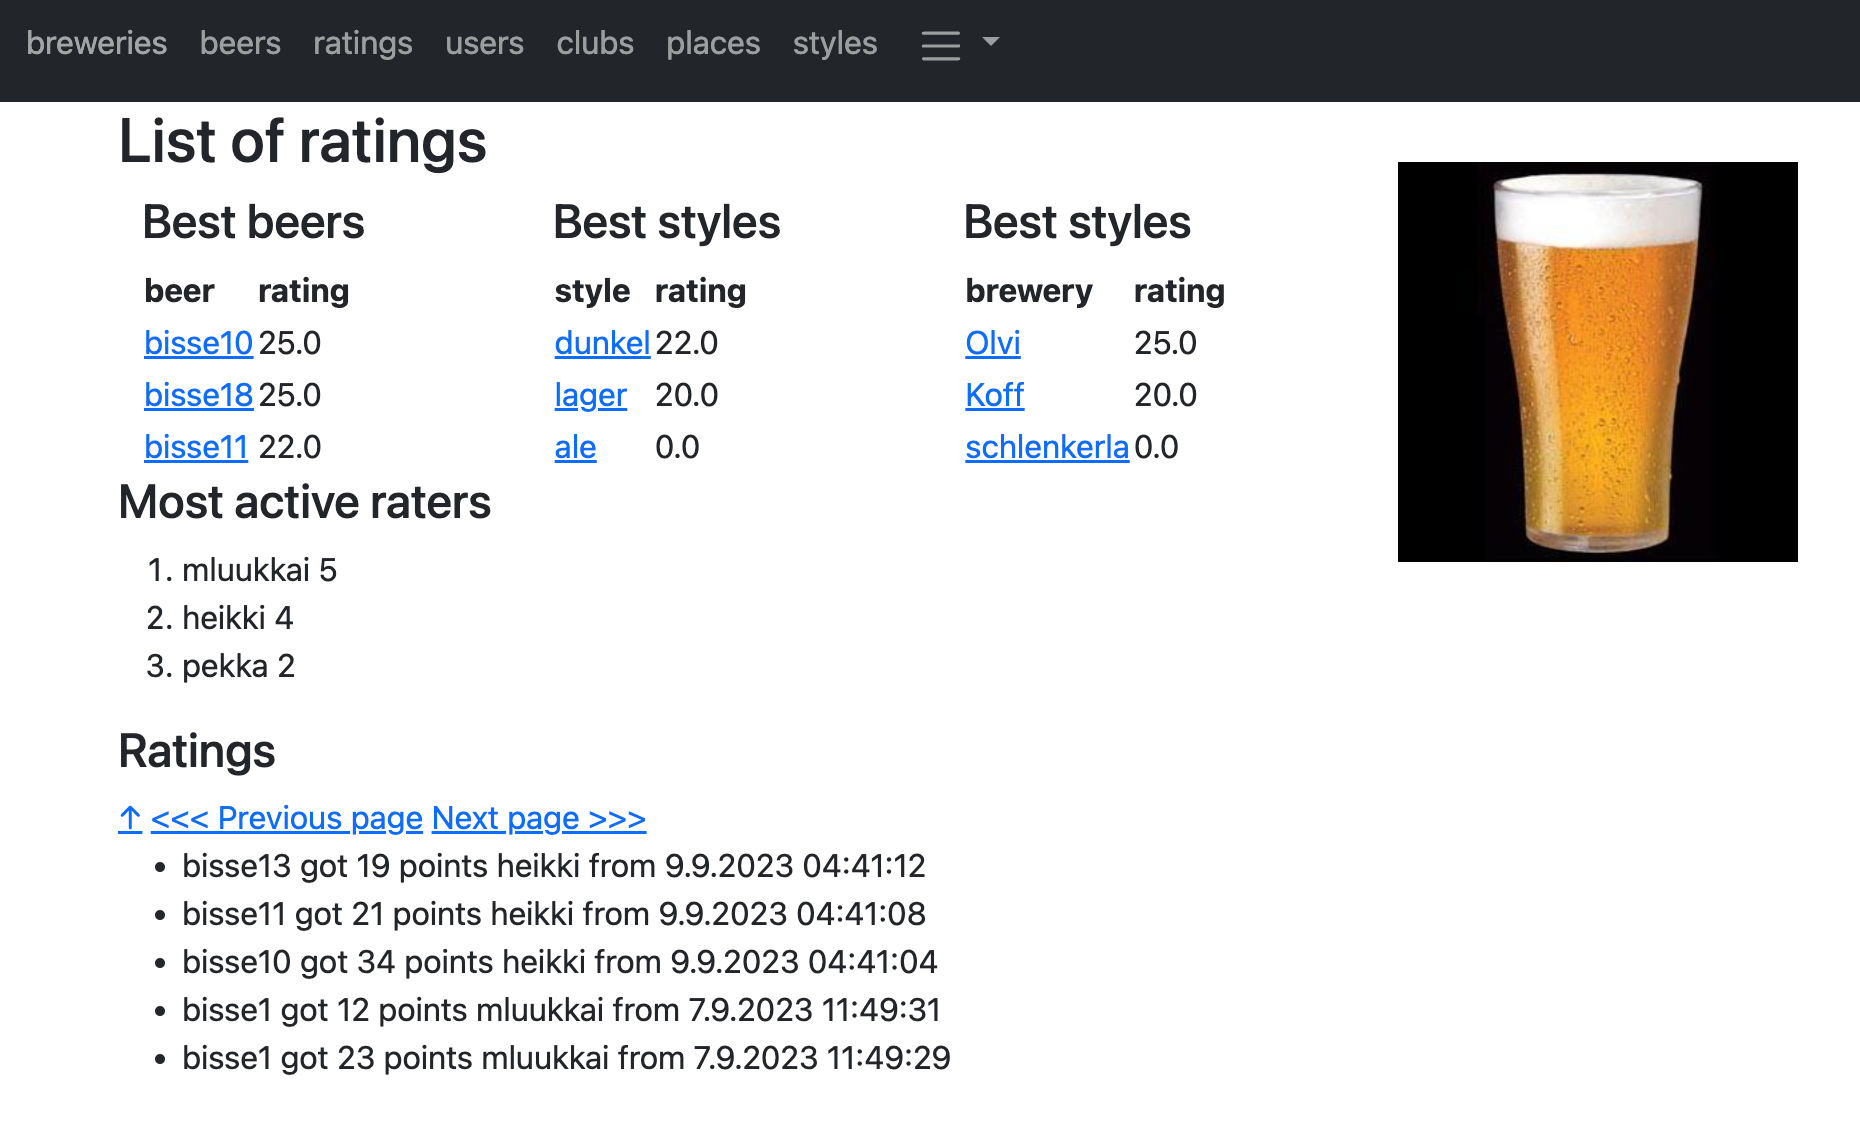 breweries beers ratings users clubs places styles
List of ratings
Best beers
beer rating
bisse10 25.0
bisse18 25.0
bisse11 22.0
Best styles
style rating
dunkel 22.0
lager 20.0
ale 0.0
Best styles
brewery rating
Olvi 25.0
Koff 20.0
schlenkerla 0.0
Most active raters
1. mluukkai 5
2. heikki 4
3. pekka 2
Ratings
↑ <<< Previous page Next page >>>
• bisse13 got 19 points heikki from 9.9.2023 04:41:12
• bisse11 got 21 points heikki from 9.9.2023 04:41:08
• bisse10 got 34 points heikki from 9.9.2023 04:41:04
• bisse1 got 12 points mluukkai from 7.9.2023 11:49:31
• bisse1 got 23 points mluukkai from 7.9.2023 11:49:29